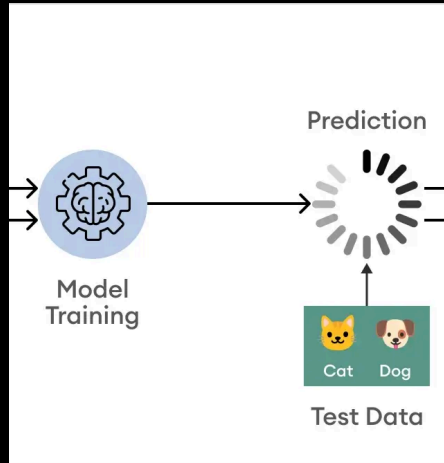 Prediction
Model
Training
Cat Dog
Test Data